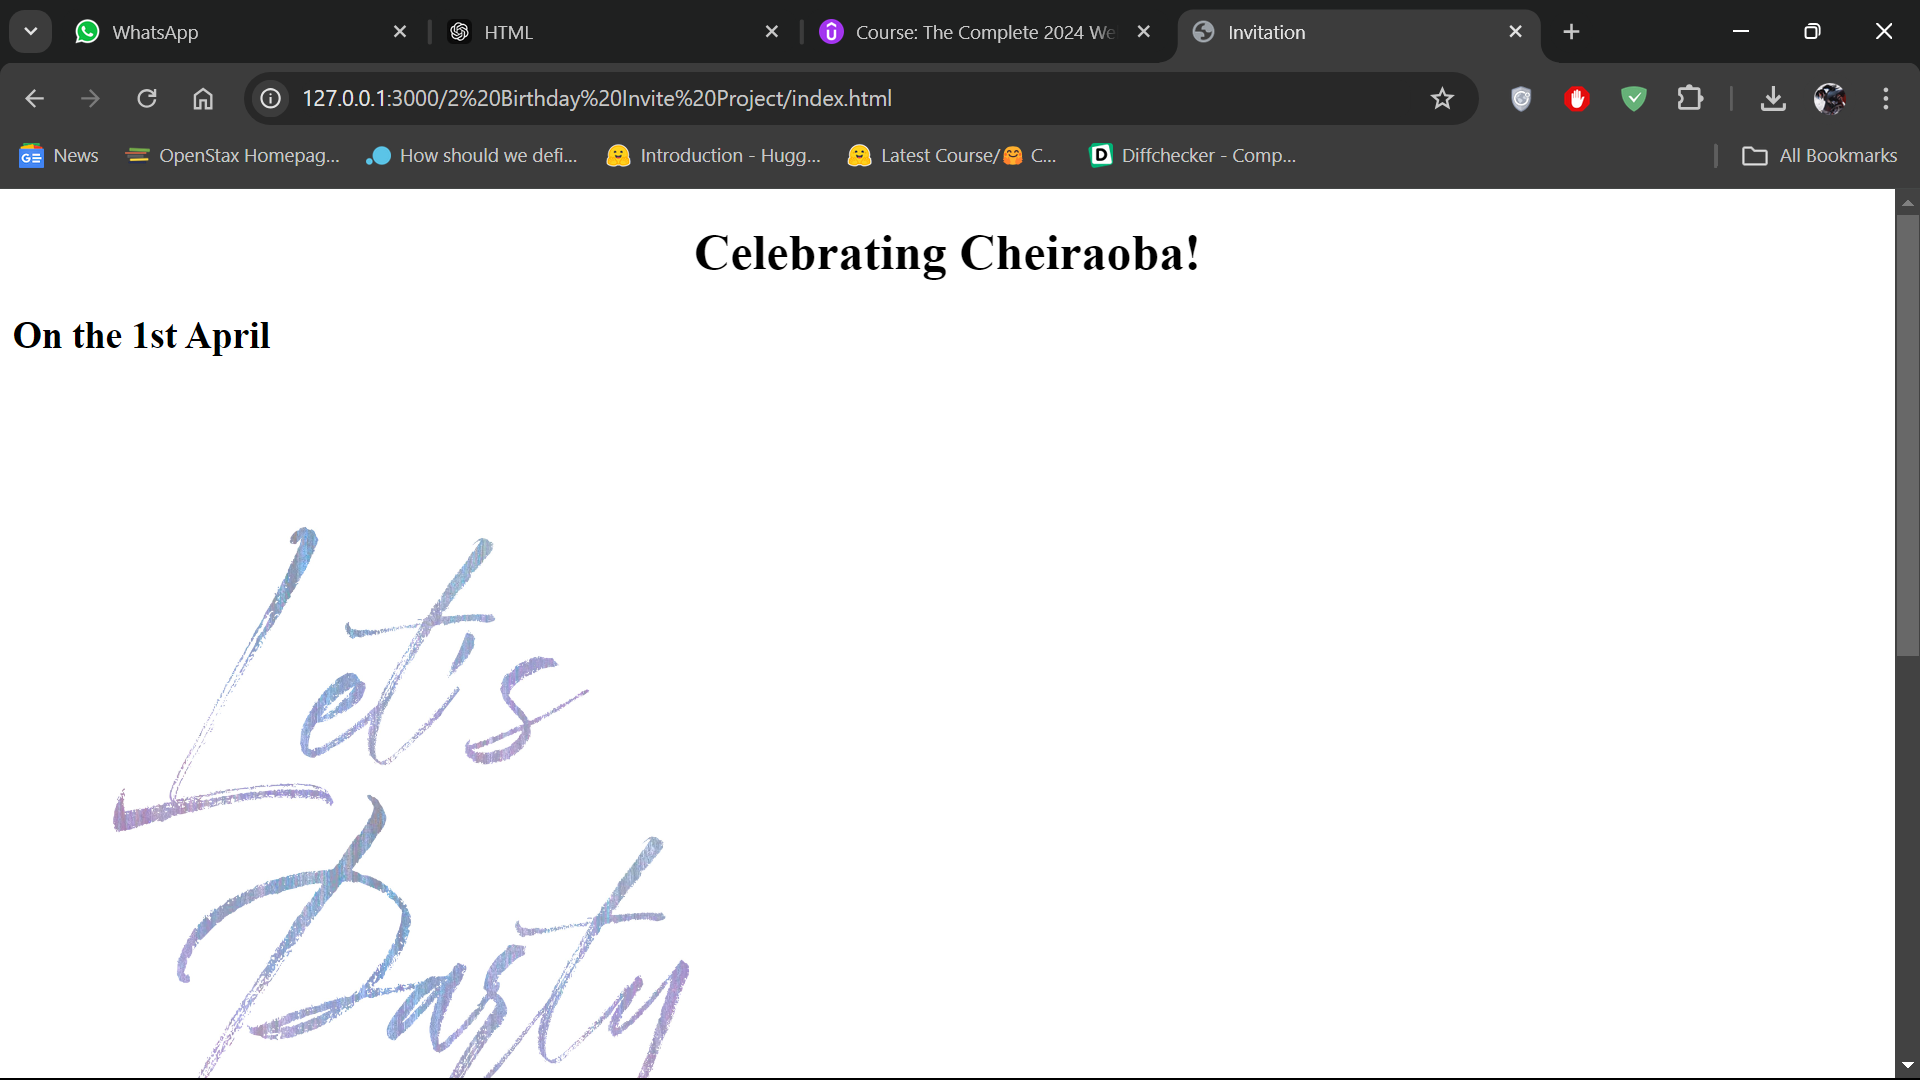 WhatsApp
HTML
Course: The Complete 2024 We
Invitation
127.0.0.1:3000/2%20Birthday%20Invite%20Project/index.html
News
OpenStax Homepag...
How should we defi...
Introduction - Hugg...
Latest Course/🤗 C...
Diffchecker - Comp...
All Bookmarks
Celebrating Cheiraoba!
On the 1st April
Let's
Party